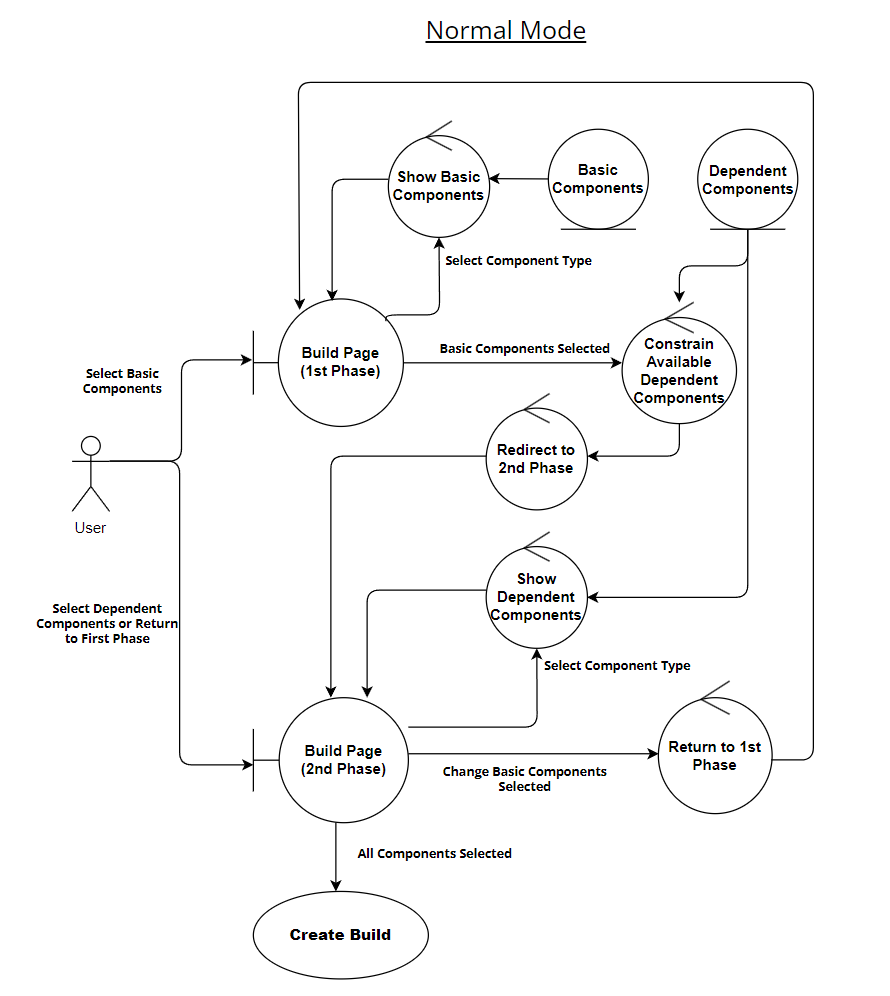 Normal Mode
Show Basic
Components
Basic
Components
Dependent
Components
Select Component Type
Build Page
(1st Phase)
Basic Components Selected
Constrain
Available
Dependent
Components
Select Basic
Components
Redirect to
2nd Phase
User
Show
Dependent
Components
Select Dependent
Components or Return
to First Phase
Select Component Type
Build Page
(2nd Phase)
Return to 1st
Phase
Change Basic Components
Selected
All Components Selected
Create Build